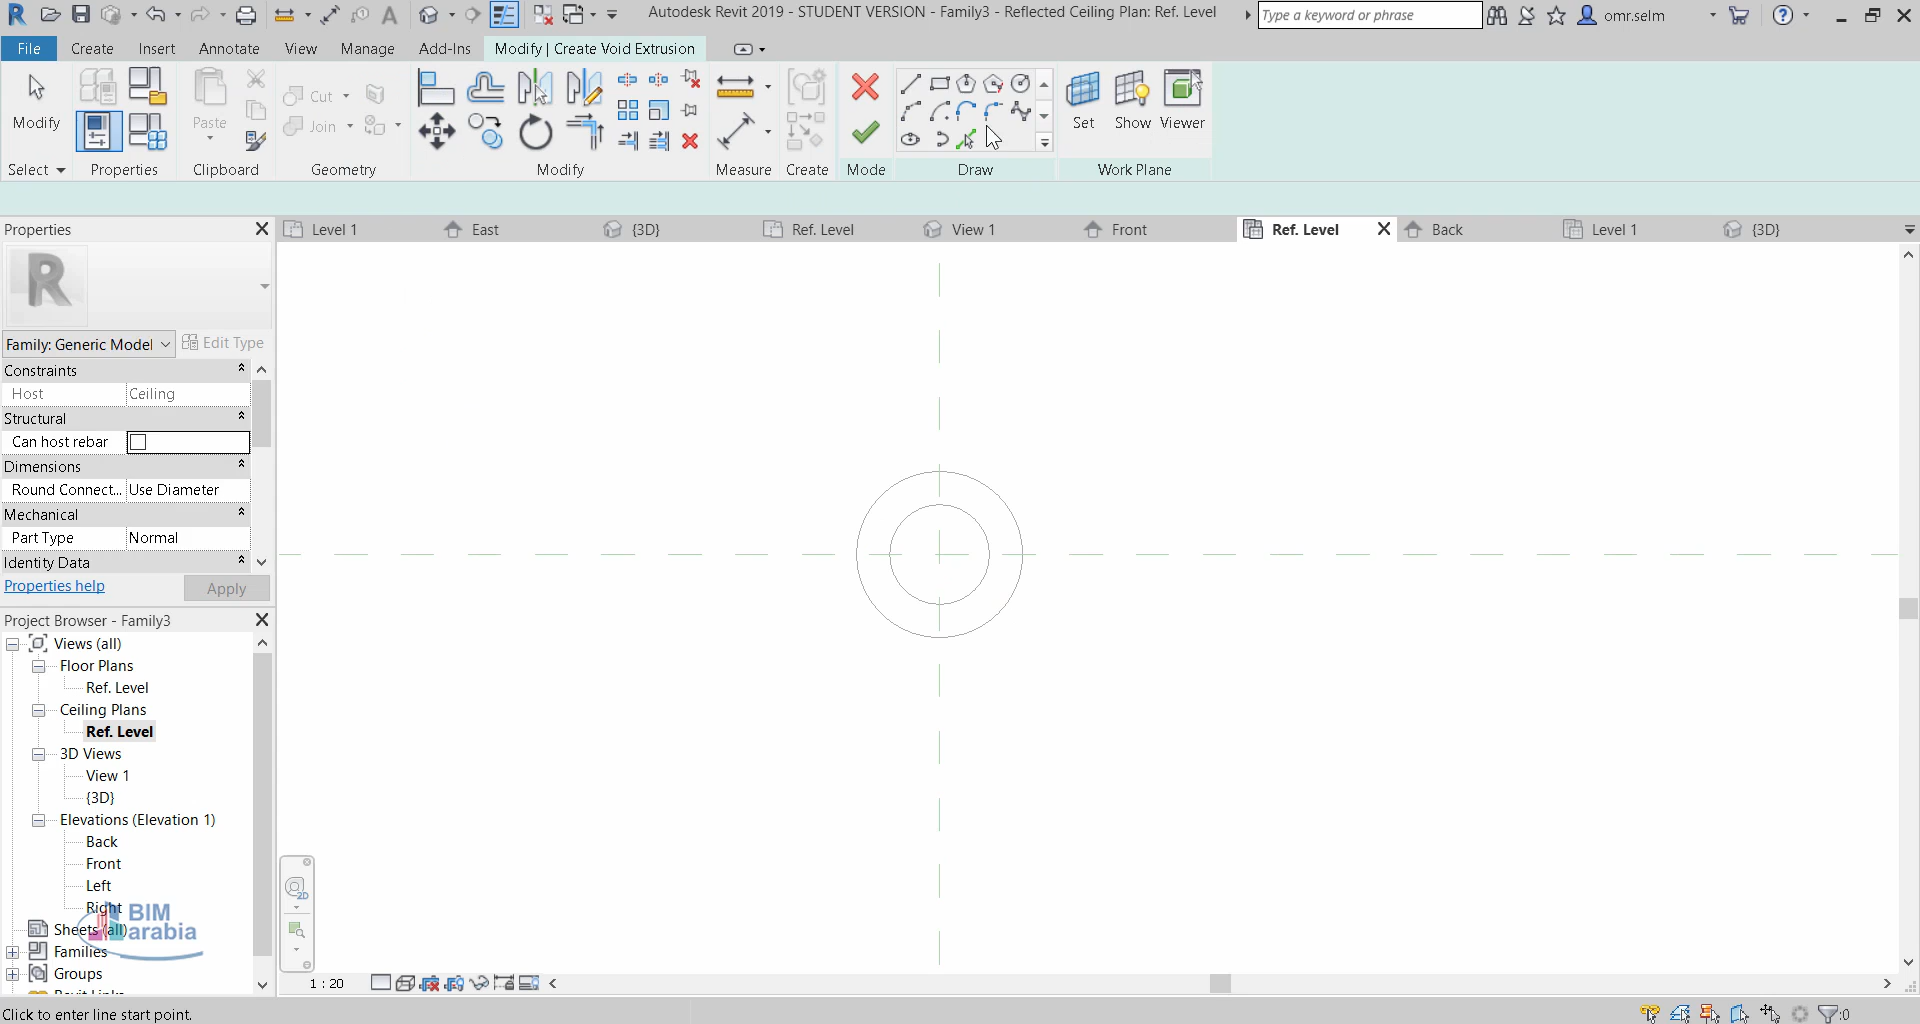 Autodesk Revit 2019 - STUDENT VERSION - Family3 - Reflected Ceiling Plan: Ref. Level
Type a keyword or phrase
omr.selm
File
Create
Insert
Annotate
View
Manage
Add-Ins
Modify | Create Void Extrusion
Modify
Paste
Cut
Join
Set
Show
Viewer
Select
Properties
Clipboard
Geometry
Modify
Measure
Create
Mode
Draw
Work Plane
Properties
Level 1
East
{3D}
Ref. Level
View 1
Front
Ref. Level
Back
Level 1
{3D}
R
Family: Generic Model
Edit Type
Constraints
Host
Ceiling
Structural
Can host rebar
Dimensions
Round Connect...
Use Diameter
Mechanical
Part Type
Normal
Identity Data
Properties help
Apply
Project Browser - Family3
Views (all)
Floor Plans
Ref. Level
Ceiling Plans
Ref. Level
3D Views
View 1
{3D}
Elevations (Elevation 1)
Back
Front
Left
Right
Sheets (all)
Families
Groups
BIM
arabia
2D
1 : 20
Click to enter line start point.
:0